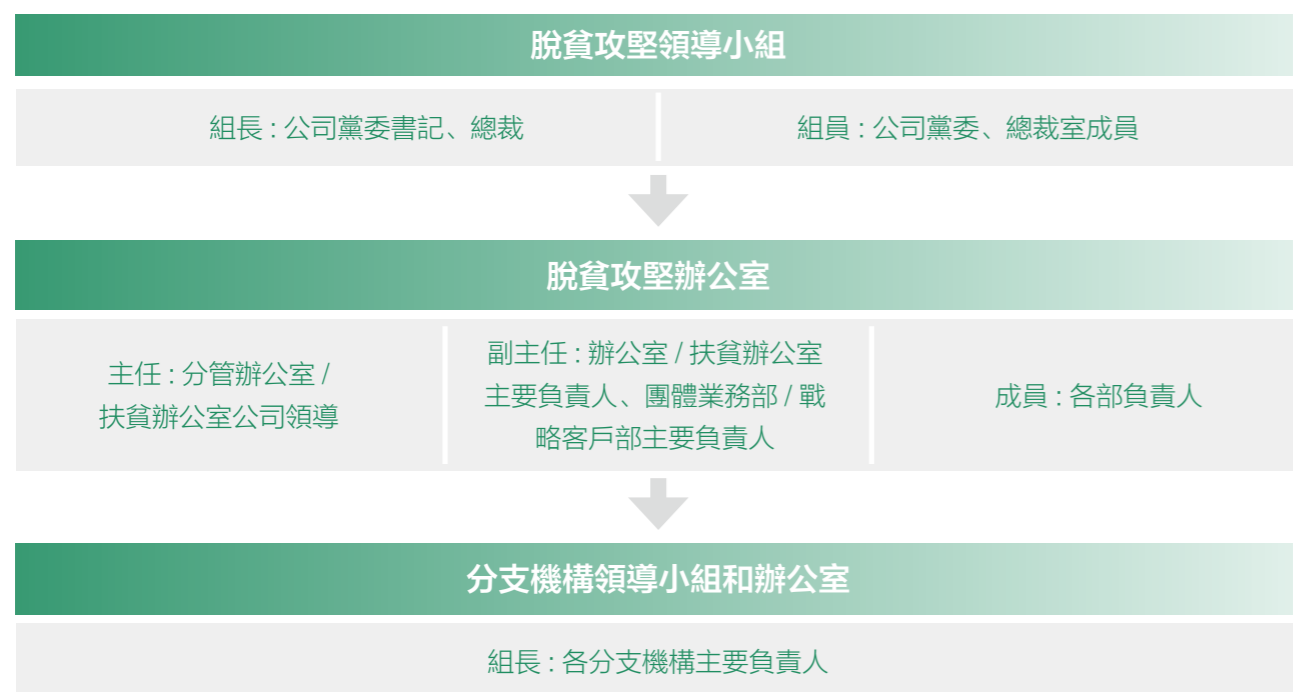 脫貧攻堅領導小組
組長 : 公司黨委書記、總裁
組員 : 公司黨委、總裁室成員
脫貧攻堅辦公室
主任 : 分管辦公室 /
扶貧辦公室公司領導
副主任 : 辦公室 / 扶貧辦公室
主要負責人、團體業務部 / 戰
略客戶部主要負責人
成員 : 各部負責人
分支機構領導小組和辦公室
組長 : 各分支機構主要負責人